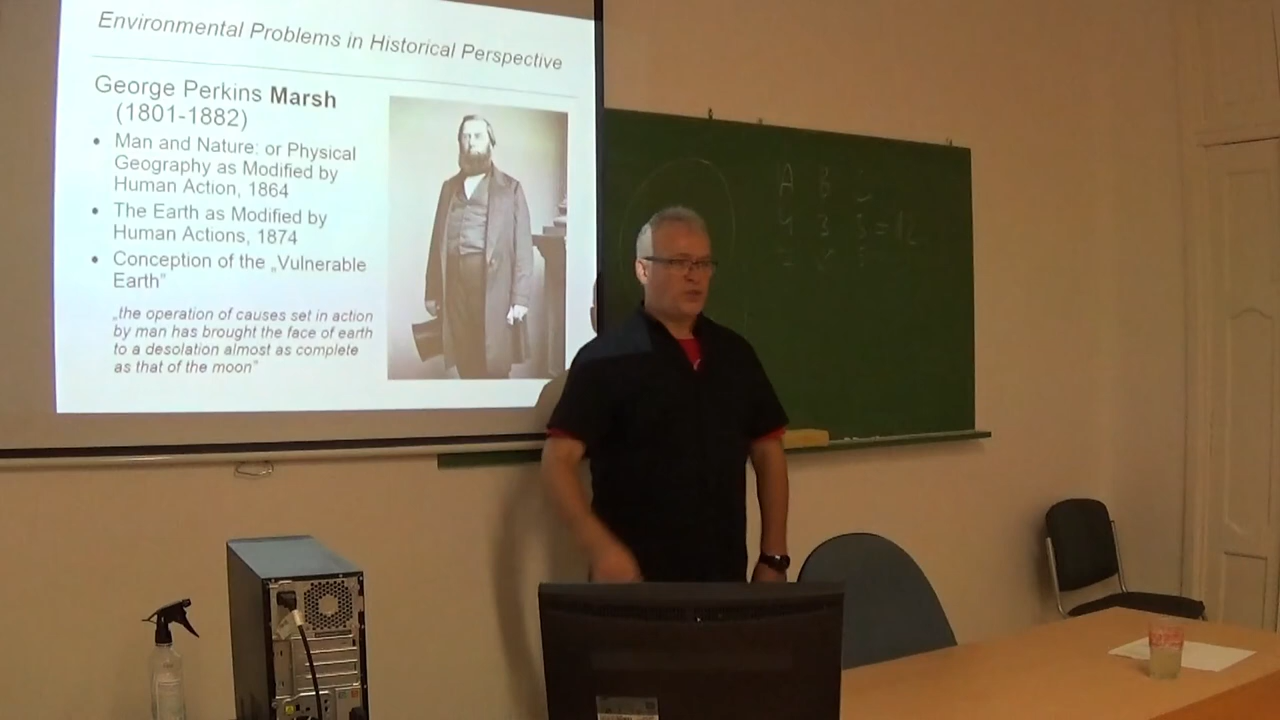 Environmental Problems in Historical Perspective
George Perkins Marsh
(1801-1882)
• Man and Nature: or Physical
Geography as Modified by
Human Action, 1864
• The Earth as Modified by
Human Actions, 1874
• Conception of the „Vulnerable
Earth”
„the operation of causes set in action
by man has brought the face of earth
to a desolation almost as complete
as that of the moon”
A B